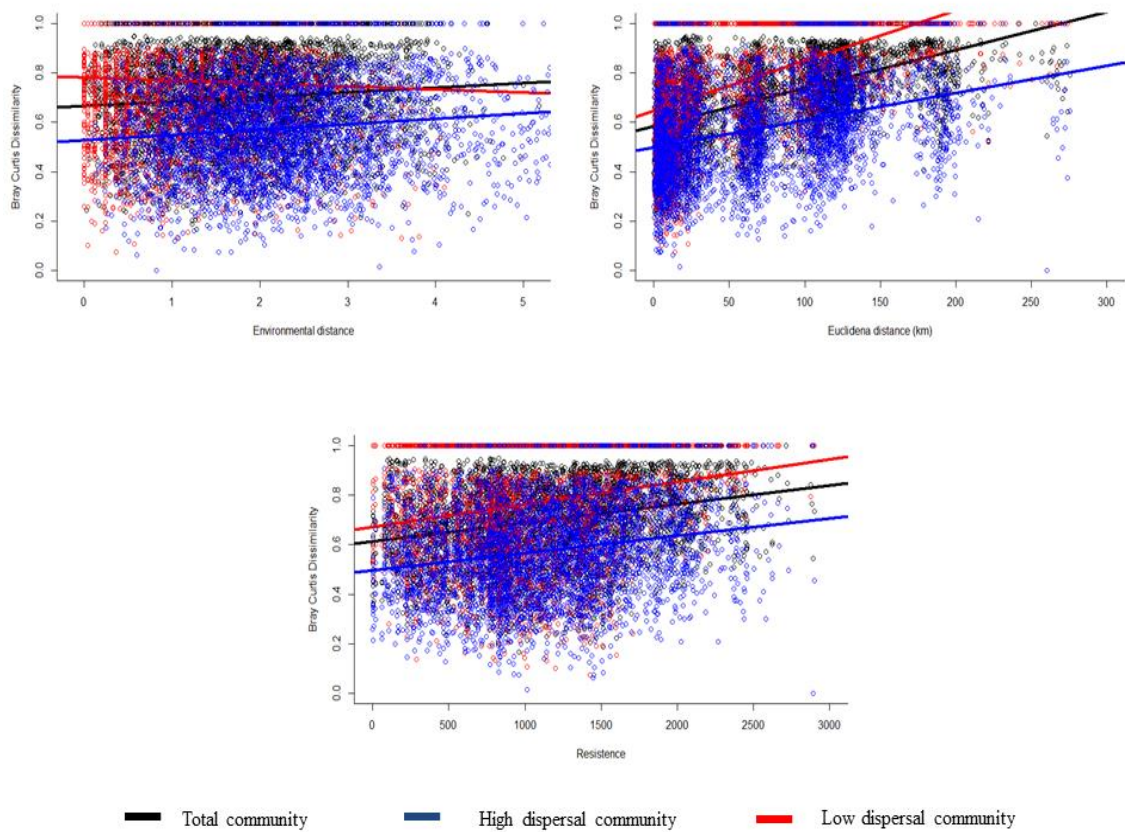 Bray Curtis Dissimilarity
1.0
0.8
0.6
0.4
0.2
0.0
0 1 2 3 4 5
Environmental distance
Bray Curtis Dissimilarity
1.0
0.8
0.6
0.4
0.2
0.0
0 50 100 150 200 250 300
Euclidena distance (km)
Bray Curtis Dissimilarity
1.0
0.8
0.6
0.4
0.2
0.0
0 500 1000 1500 2000 2500 3000
Resistence
Total community High dispersal community Low dispersal community